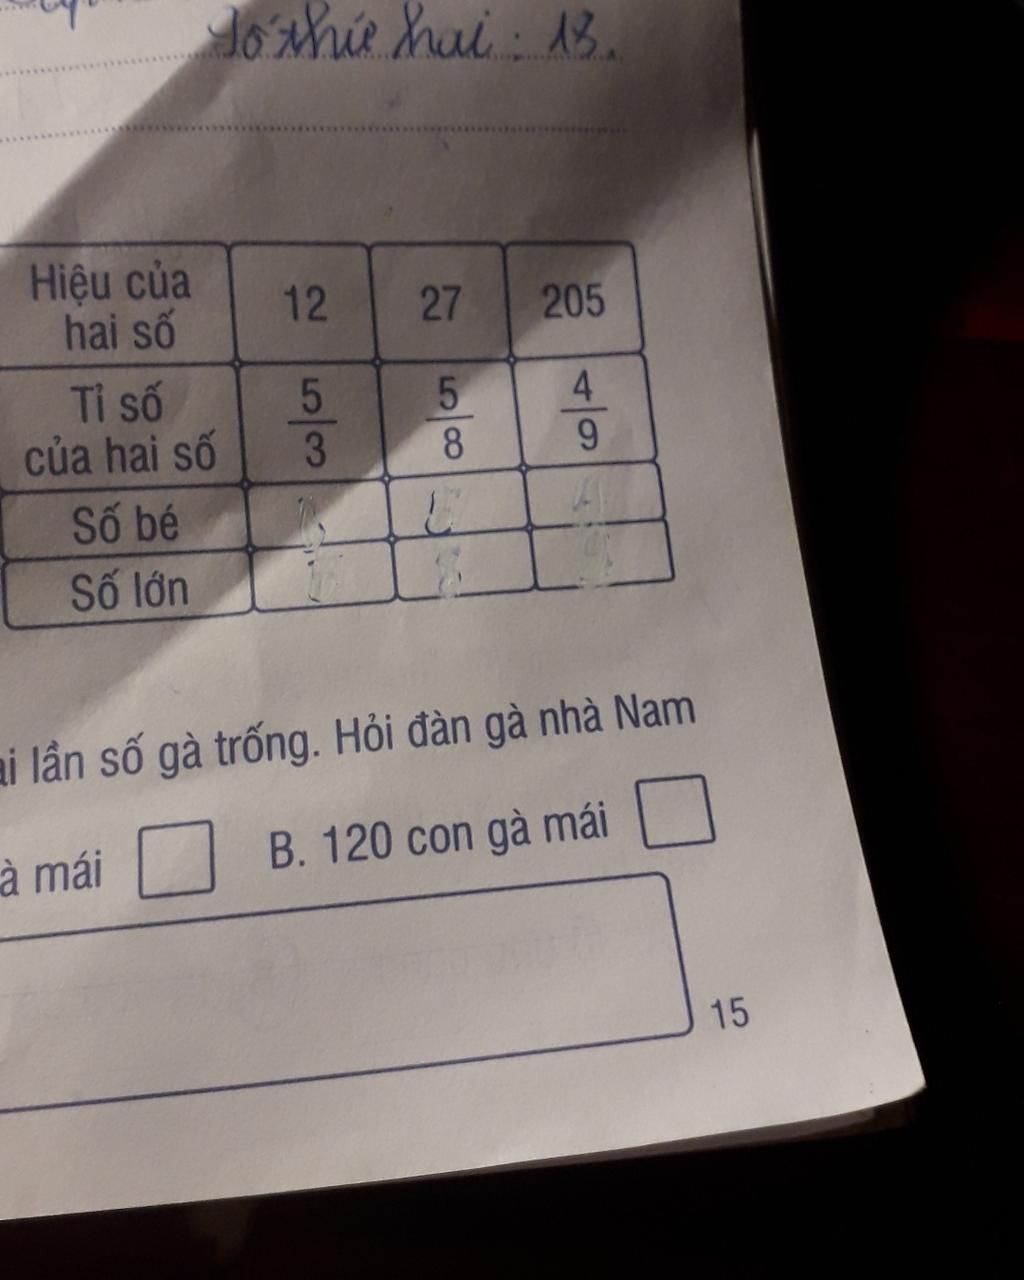 Số thứ hai : 18.
Hiệu của hai số 12 27 205
Tỉ số của hai số 5/3 5/8 4/9
Số bé
Số lớn
lần số gà trống. Hỏi đàn gà nhà Nam
mái B. 120 con gà mái
15